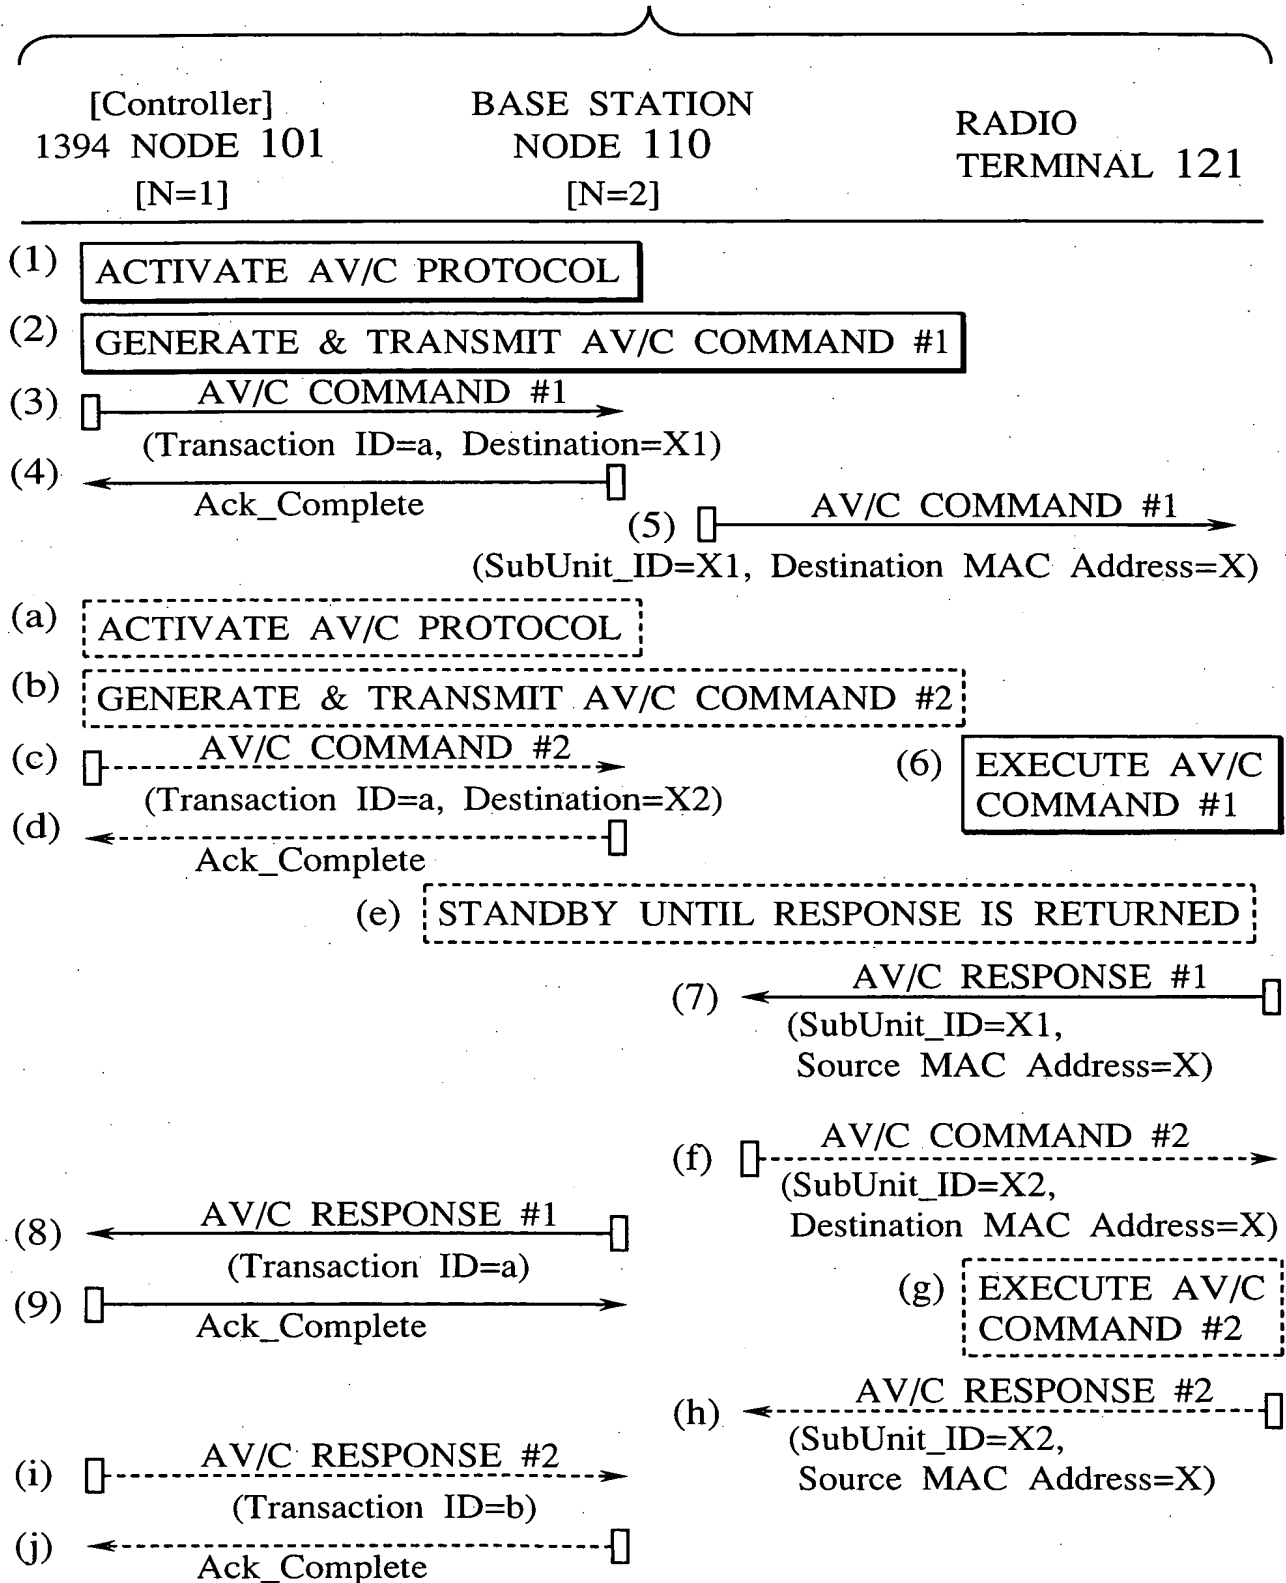 [Controller]
1394 NODE 101
[N=1]
BASE STATION
NODE 110
[N=2]
RADIO
TERMINAL 121
(1) ACTIVATE AV/C PROTOCOL
(2) GENERATE & TRANSMIT AV/C COMMAND #1
(3) AV/C COMMAND #1
(Transaction ID=a, Destination=X1)
(4) Ack_Complete
(5) AV/C COMMAND #1
(SubUnit_ID=X1, Destination MAC Address=X)
(a) ACTIVATE AV/C PROTOCOL
(b) GENERATE & TRANSMIT AV/C COMMAND #2
(c) AV/C COMMAND #2
(Transaction ID=a, Destination=X2)
(6) EXECUTE AV/C
COMMAND #1
(d) Ack_Complete
(e) STANDBY UNTIL RESPONSE IS RETURNED
(7) AV/C RESPONSE #1
(SubUnit_ID=X1,
Source MAC Address=X)
(f) AV/C COMMAND #2
(SubUnit_ID=X2,
Destination MAC Address=X)
(8) AV/C RESPONSE #1
(Transaction ID=a)
(9) Ack_Complete
(g) EXECUTE AV/C
COMMAND #2
(h) AV/C RESPONSE #2
(SubUnit_ID=X2,
Source MAC Address=X)
(i) AV/C RESPONSE #2
(Transaction ID=b)
(j) Ack_Complete